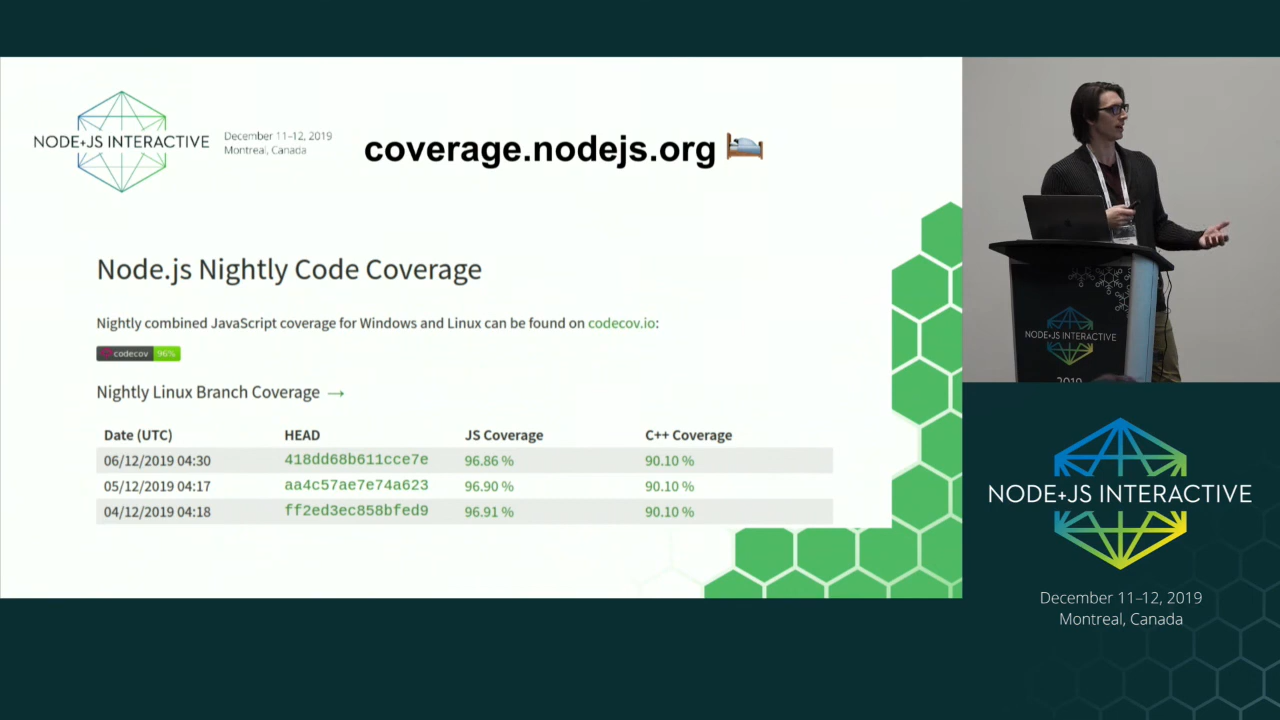 NODE+JS INTERACTIVE
December 11–12, 2019
Montreal, Canada
coverage.nodejs.org
Node.js Nightly Code Coverage
Nightly combined JavaScript coverage for Windows and Linux can be found on codecov.io:
codecov 96%
Nightly Linux Branch Coverage →
Date (UTC) HEAD JS Coverage C++ Coverage
06/12/2019 04:30 418dd68b611cce7e 96.86 % 90.10 %
05/12/2019 04:17 aa4c57ae7e74a623 96.90 % 90.10 %
04/12/2019 04:18 ff2ed3ec858bfed9 96.91 % 90.10 %
NODE+JS INTERACTIVE
2019
NODE+JS INTERACTIVE
December 11–12, 2019
Montreal, Canada